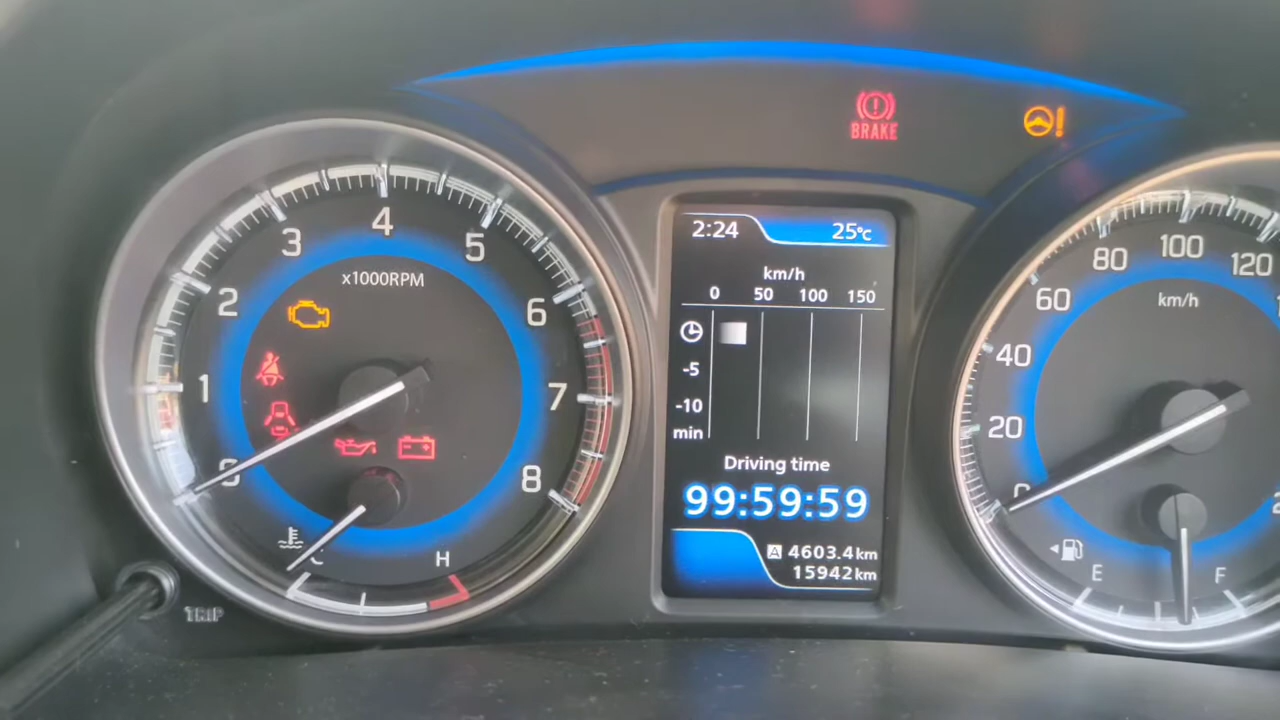 BRAKE
4
3
5
x1000RPM
2
6
1
7
0
8
C
H
TRIP
2:24
25°C
km/h
0 50 100 150
-5
-10
min
Driving time
99:59:59
A 4603.4km
15942km
80
100
120
60
km/h
40
20
0
E
F